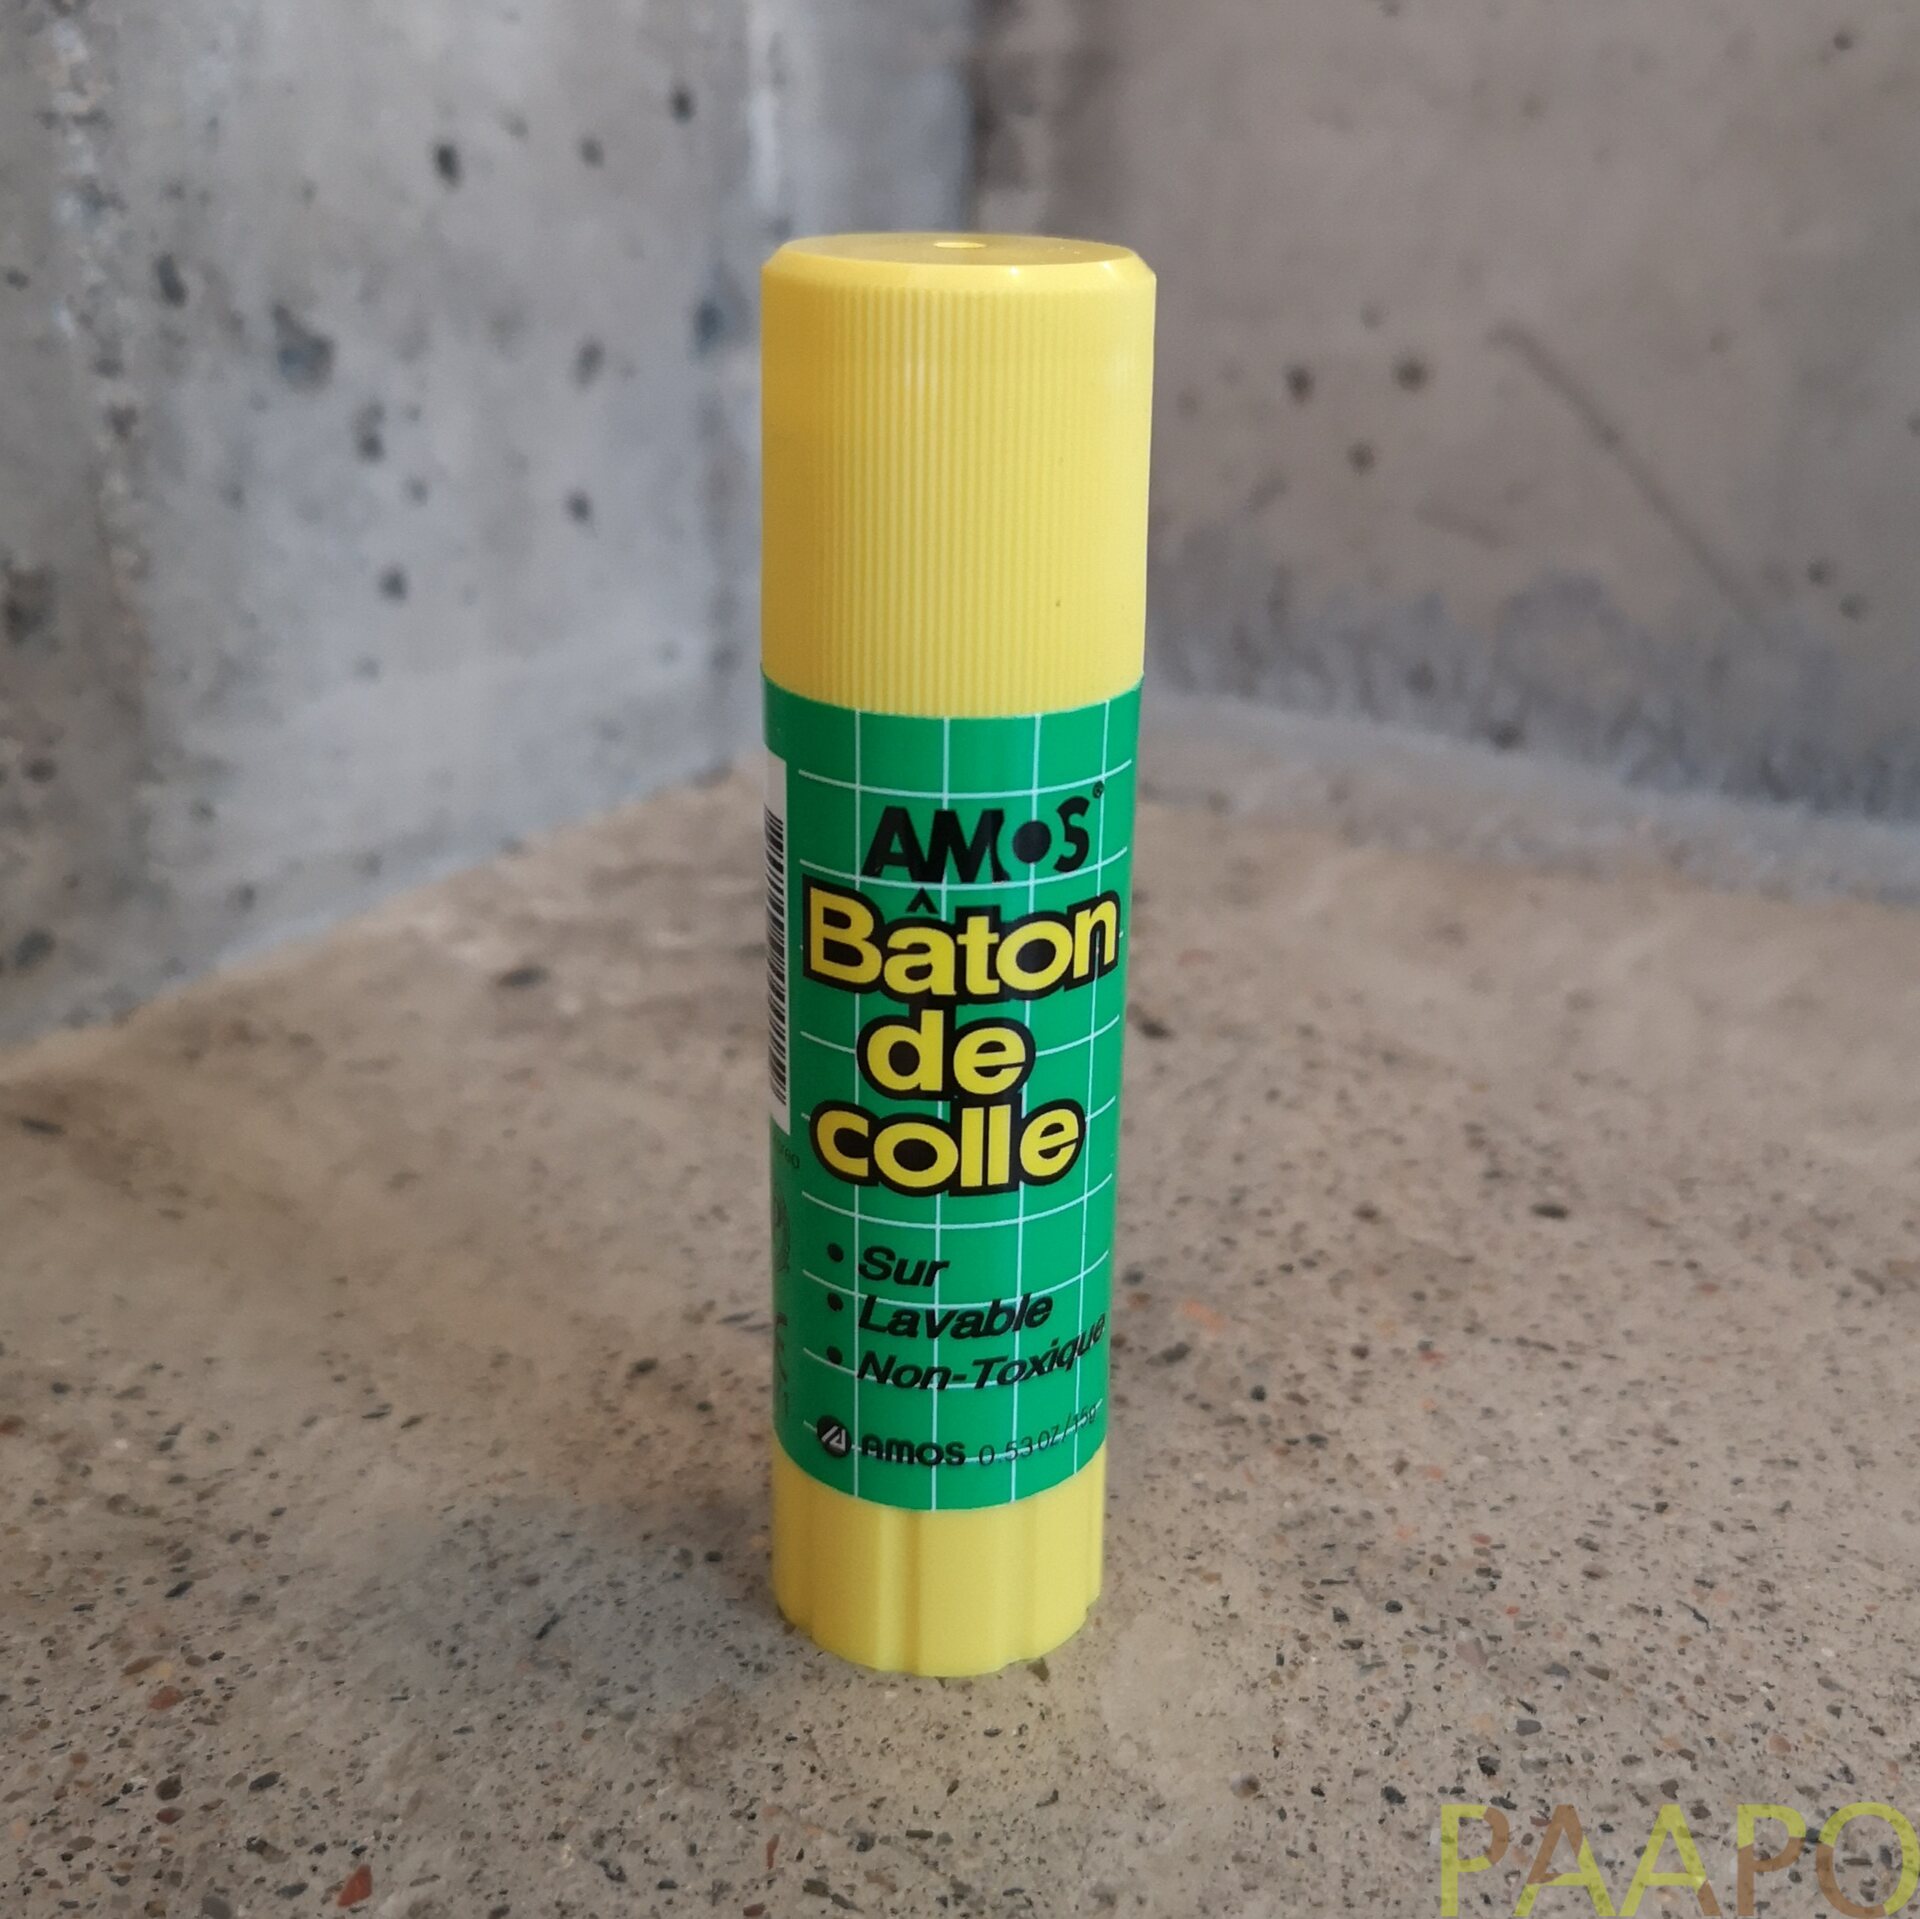 AMOS®
Bâton
de
colle
• Sur
• Lavable
• Non-Toxique
AMOS 0.53 OZ/15g
PAAPO